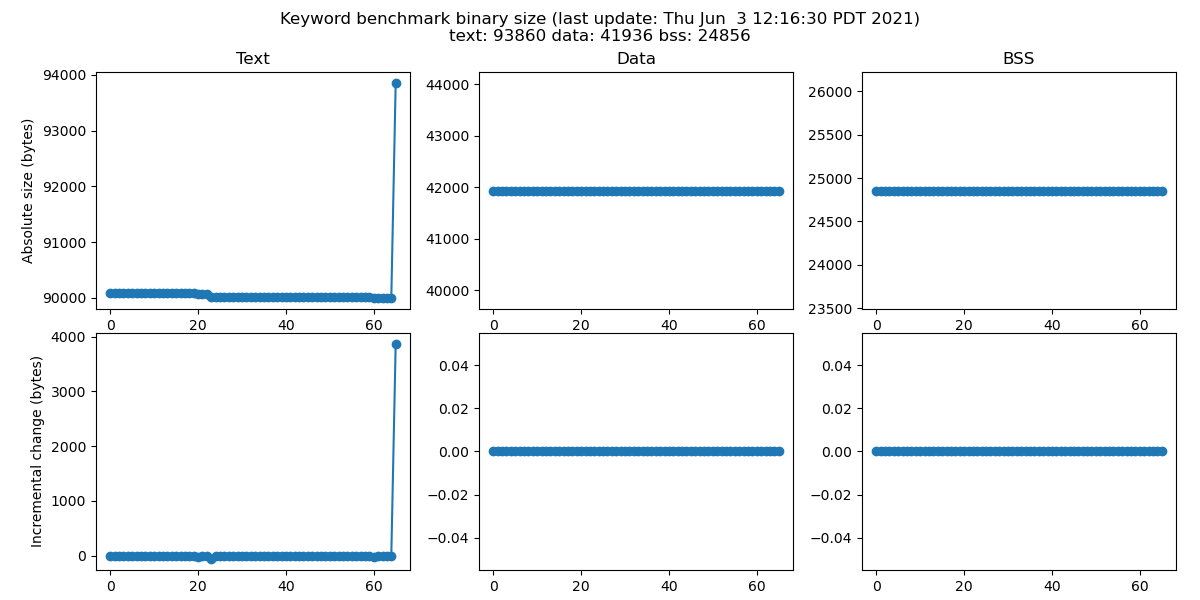 Keyword benchmark binary size (last update: Thu Jun  3 12:16:30 PDT 2021)
text: 93860 data: 41936 bss: 24856
Text
Data
BSS
Absolute size (bytes)
94000
93000
92000
91000
90000
0 20 40 60
44000
43000
42000
41000
40000
0 20 40 60
26000
25500
25000
24500
24000
23500
0 20 40 60
Incremental change (bytes)
4000
3000
2000
1000
0
0 20 40 60
0.04
0.02
0.00
−0.02
−0.04
0 20 40 60
0.04
0.02
0.00
−0.02
−0.04
0 20 40 60